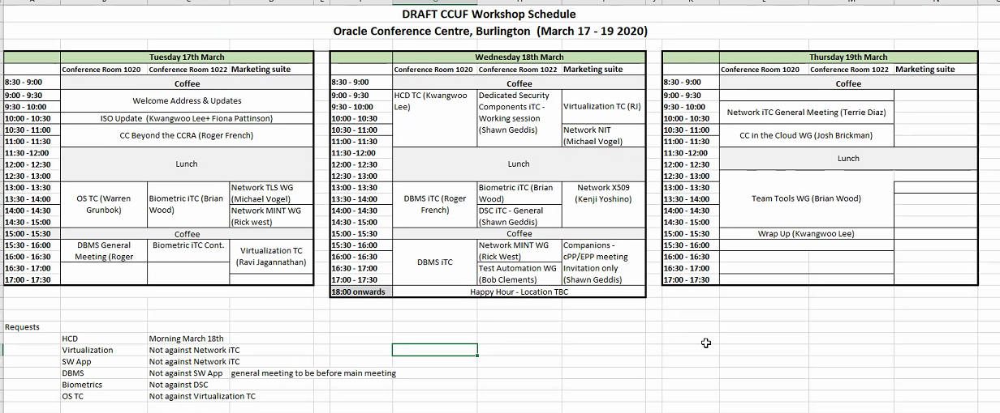 DRAFT CCUF Workshop Schedule
Oracle Conference Centre, Burlington (March 17 - 19 2020)
Tuesday 17th March
Conference Room 1020 Conference Room 1022 Marketing suite
8:30 - 9:00 Coffee
9:00 - 9:30
9:30 - 10:00
Welcome Address & Updates
10:00 - 10:30 ISO Update (Kwangwoo Lee+ Fiona Pattinson)
10:30 - 11:00
11:00 - 11:30
CC Beyond the CCRA (Roger French)
11:30 -12:00
12:00 - 12:30
12:30 - 13:00
Lunch
13:00 - 13:30
13:30 - 14:00
14:00 - 14:30
14:30 - 15:00
OS TC (Warren
Grunbok)
Biometric iTC (Brian
Wood)
Network TLS WG
(Michael Vogel)
Network MINT WG
(Rick west)
15:00 - 15:30 Coffee
15:30 - 16:00
16:00 - 16:30
16:30 - 17:00
17:00 - 17:30
DBMS General
Meeting (Roger
Biometric iTC Cont.
Virtualization TC
(Ravi Jagannathan)
Wednesday 18th March
Conference Room 1020 Conference Room 1022 Marketing suite
8:30 - 9:00 Coffee
9:00 - 9:30
9:30 - 10:00
10:00 - 10:30
10:30 - 11:00
11:00 - 11:30
HCD TC (Kwangwoo
Lee)
Dedicated Security
Components iTC -
Working session
(Shawn Geddis)
Virtualization TC (RJ)
Network NIT
(Michael Vogel)
11:30 -12:00
12:00 - 12:30
12:30 - 13:00
Lunch
13:00 - 13:30
13:30 - 14:00
14:00 - 14:30
14:30 - 15:00
DBMS iTC (Roger
French)
Biometric iTC (Brian
Wood)
DSC iTC - General
(Shawn Geddis)
Network X509
(Kenji Yoshino)
15:00 - 15:30 Coffee
15:30 - 16:00
16:00 - 16:30
16:30 - 17:00
17:00 - 17:30
DBMS iTC
Network MINT WG
(Rick West)
Test Automation WG
(Bob Clements)
Companions -
cPP/EPP meeting
Invitation only
(Shawn Geddis)
18:00 onwards Happy Hour - Location TBC
Thursday 19th March
Conference Room 1020 Conference Room 1022 Marketing suite
8:30 - 9:00 Coffee
9:00 - 9:30
9:30 - 10:00
10:00 - 10:30
Network iTC General Meeting (Terrie Diaz)
10:30 - 11:00
11:00 - 11:30
CC in the Cloud WG (Josh Brickman)
11:30 -12:00
12:00 - 12:30
Lunch
12:30 - 13:00
13:00 - 13:30
13:30 - 14:00
14:00 - 14:30
14:30 - 15:00
Team Tools WG (Brian Wood)
15:00 - 15:30 Wrap Up (Kwangwoo Lee)
15:30 - 16:00
16:00 - 16:30
16:30 - 17:00
17:00 - 17:30
Requests
HCD Morning March 18th
Virtualization Not against Network iTC
SW App Not against Network iTC
DBMS Not against SW App general meeting to be before main meeting
Biometrics Not against DSC
OS TC Not against Virtualization TC